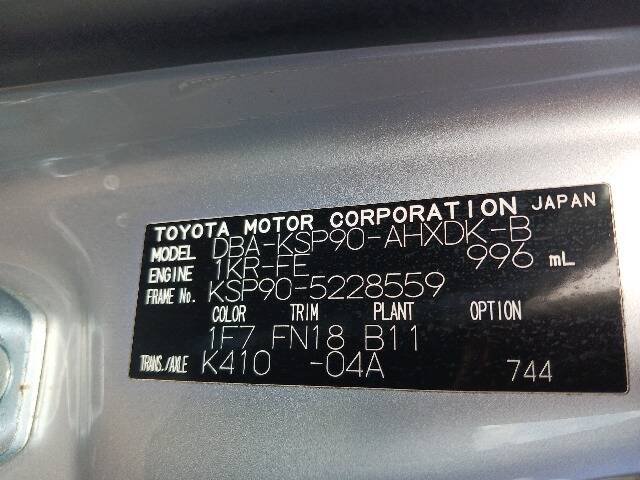 TOYOTA MOTOR CORPORATION JAPAN
MODEL DBA-KSP90-AHXDK-B
ENGINE 1KR-FE 996 mL
FRAME No. KSP90-5228559
COLOR TRIM PLANT OPTION
1F7 FN18 B11
TRANS./AXLE K410 -04A 744